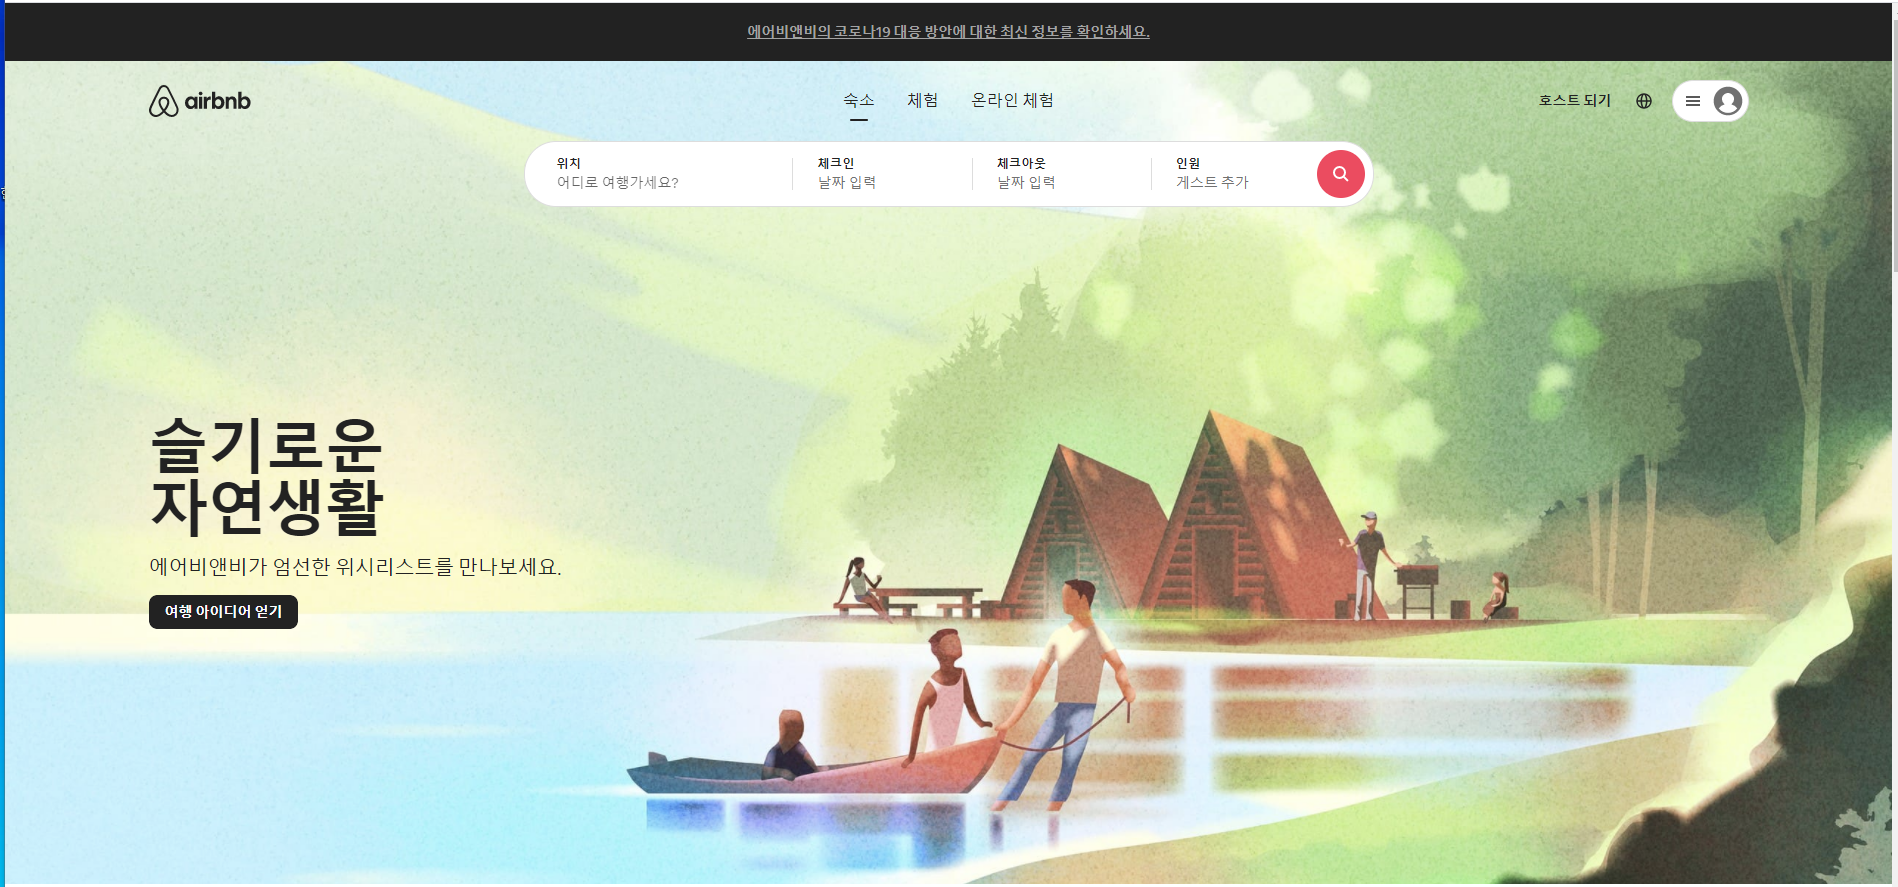 에어비앤비의 코로나19 대응 방안에 대한 최신 정보를 확인하세요.
airbnb
숙소 체험 온라인 체험
호스트 되기
위치 체크인 체크아웃 인원
어디로 여행가세요? 날짜 입력 날짜 입력 게스트 추가
슬기로운
자연생활
에어비앤비가 엄선한 위시리스트를 만나보세요.
여행 아이디어 얻기